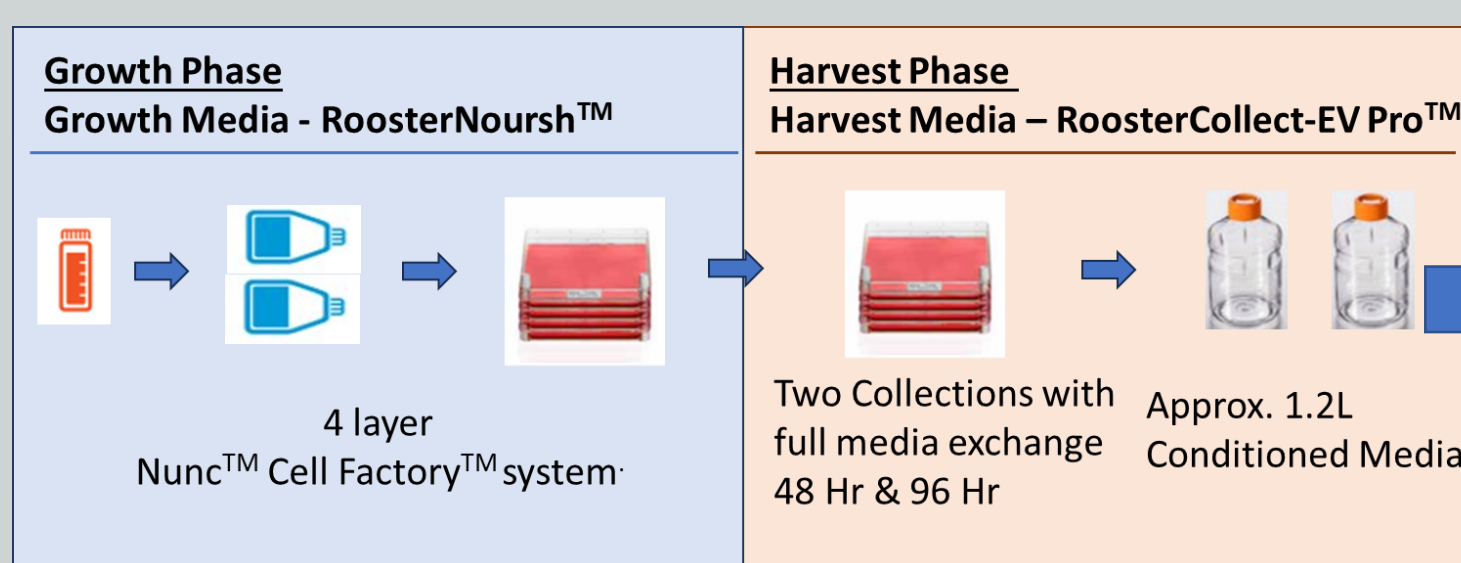 Growth Phase
Growth Media - RoosterNoursh™
4 layer
Nunc™ Cell Factory™ system.
Harvest Phase
Harvest Media – RoosterCollect-EV Pro™
Two Collections with
full media exchange
48 Hr & 96 Hr
Approx. 1.2L
Conditioned Media